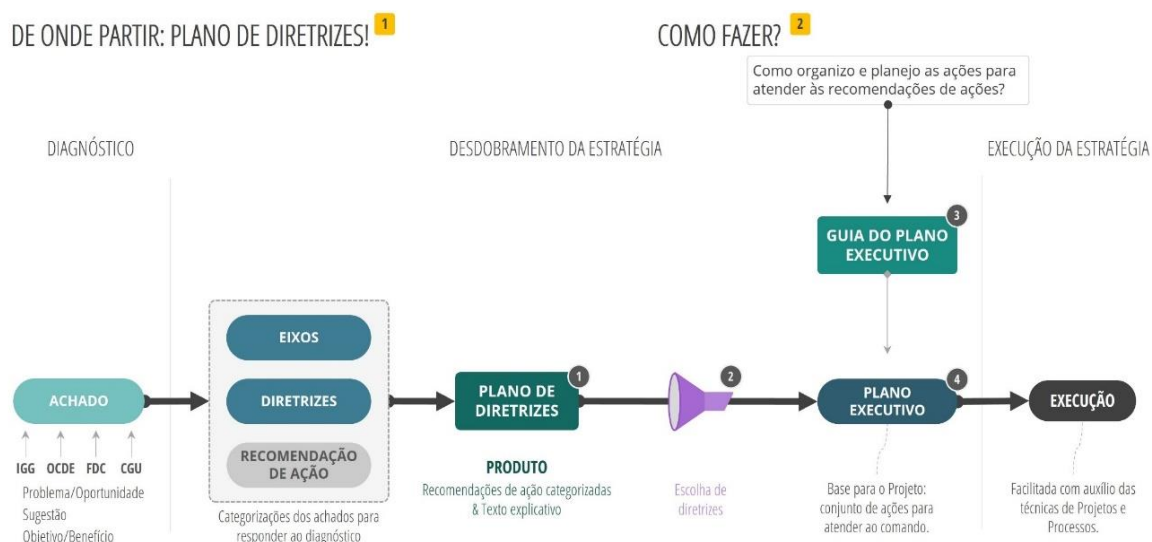 DE ONDE PARTIR: PLANO DE DIRETRIZES! 1
COMO FAZER? 2
Como organizo e planejo as ações para
atender às recomendações de ações?
DIAGNÓSTICO
DESDOBRAMENTO DA ESTRATÉGIA
EXECUÇÃO DA ESTRATÉGIA
3
GUIA DO PLANO
EXECUTIVO
EIXOS
ACHADO
DIRETRIZES
RECOMENDAÇÃO
DE AÇÃO
1
PLANO DE
DIRETRIZES
2
4
PLANO
EXECUTIVO
EXECUÇÃO
IGG OCDE FDC CGU
Problema/Oportunidade
Sugestão
Objetivo/Benefício
Categorizações dos achados para
responder ao diagnóstico
PRODUTO
Recomendações de ação categorizadas
& Texto explicativo
Escolha de
diretrizes
Base para o Projeto:
conjunto de ações para
atender ao comando.
Facilitada com auxílio das
técnicas de Projetos e
Processos.